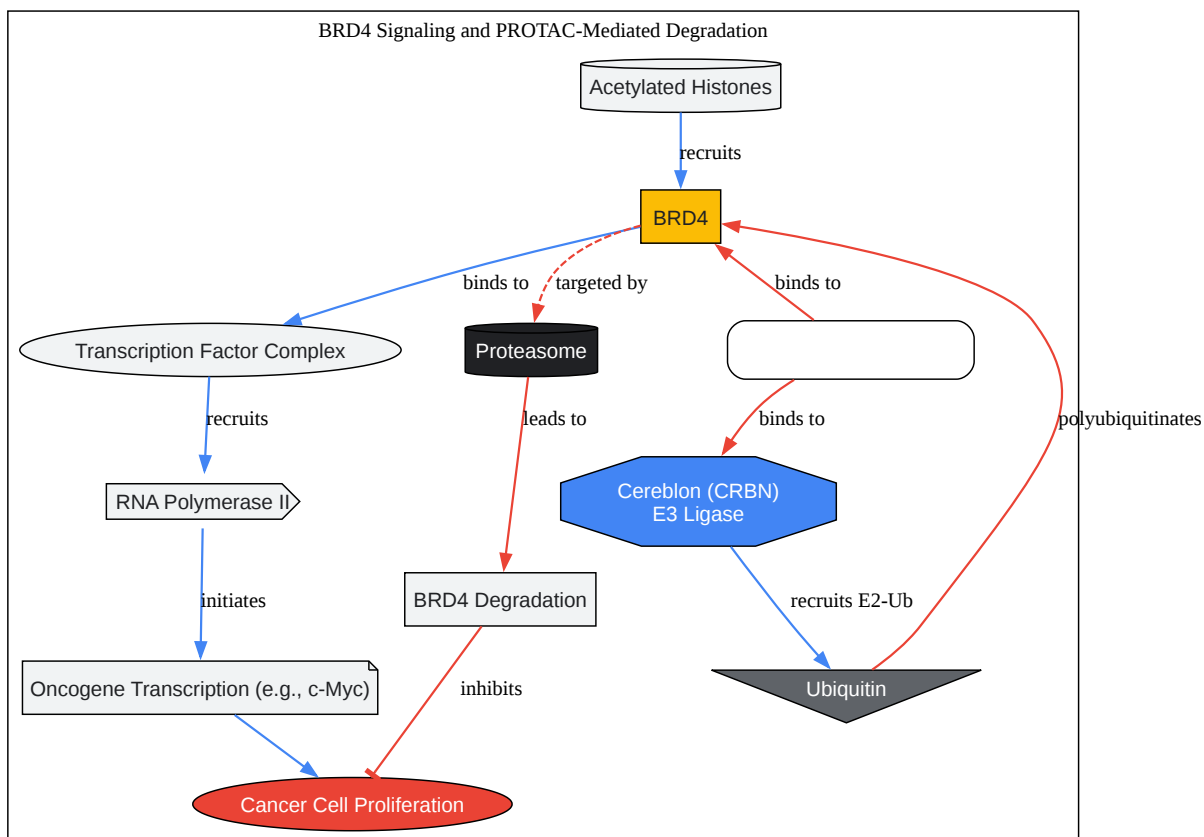 BRD4 Signaling and PROTAC-Mediated Degradation
Acetylated Histones
recruits
BRD4
binds to
targeted by
binds to
Transcription Factor Complex
Proteasome
recruits
leads to
binds to
polyubiquitinates
Cereblon (CRBN)
E3 Ligase
RNA Polymerase II
initiates
BRD4 Degradation
recruits E2-Ub
Oncogene Transcription (e.g., c-Myc)
inhibits
Ubiquitin
Cancer Cell Proliferation